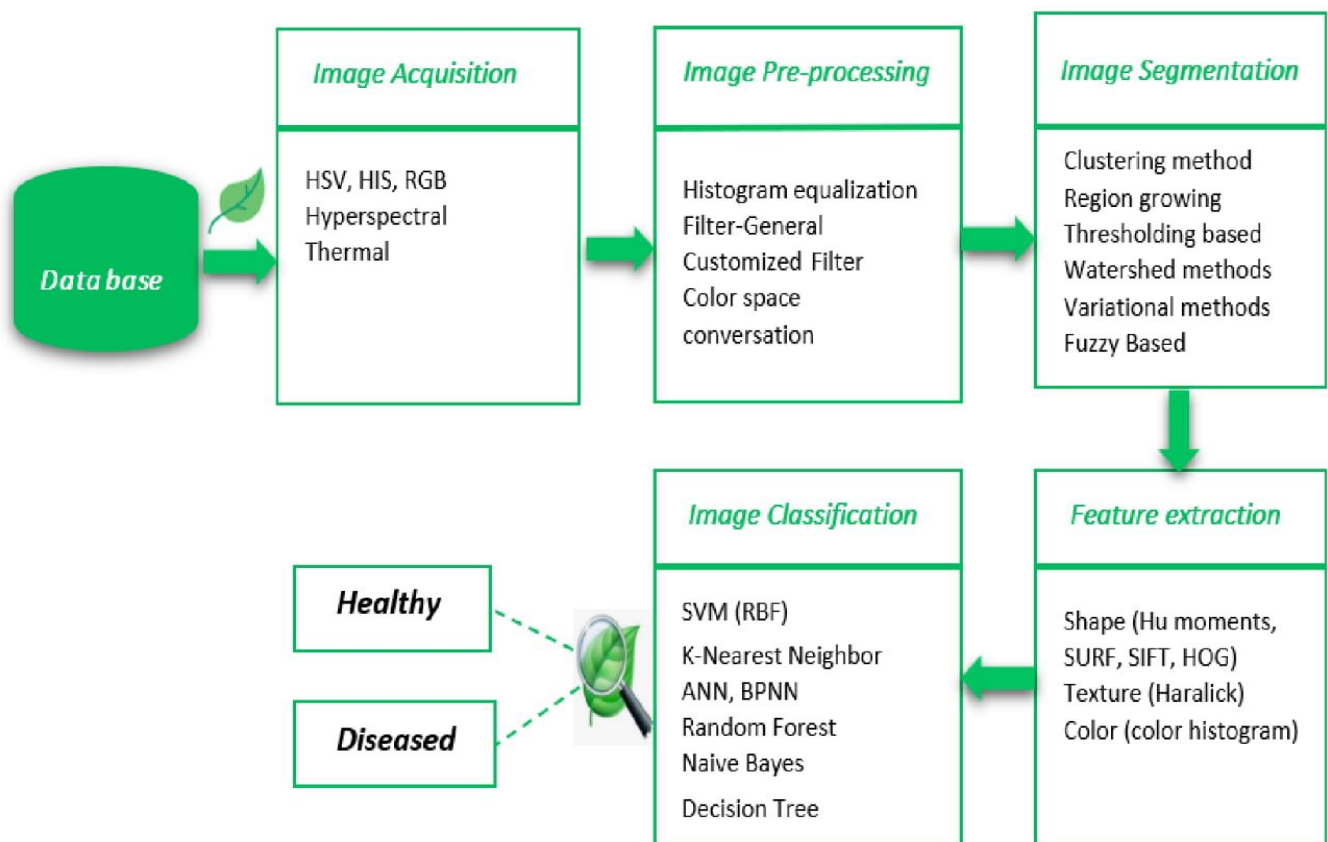 Database
Image Acquisition
HSV, HIS, RGB
Hyperspectral
Thermal
Image Pre-processing
Histogram equalization
Filter-General
Customized Filter
Color space
conversation
Image Segmentation
Clustering method
Region growing
Thresholding based
Watershed methods
Variational methods
Fuzzy Based
Feature extraction
Shape (Hu moments,
SURF, SIFT, HOG)
Texture (Haralick)
Color (color histogram)
Image Classification
SVM (RBF)
K-Nearest Neighbor
ANN, BPNN
Random Forest
Naive Bayes
Decision Tree
Healthy
Diseased